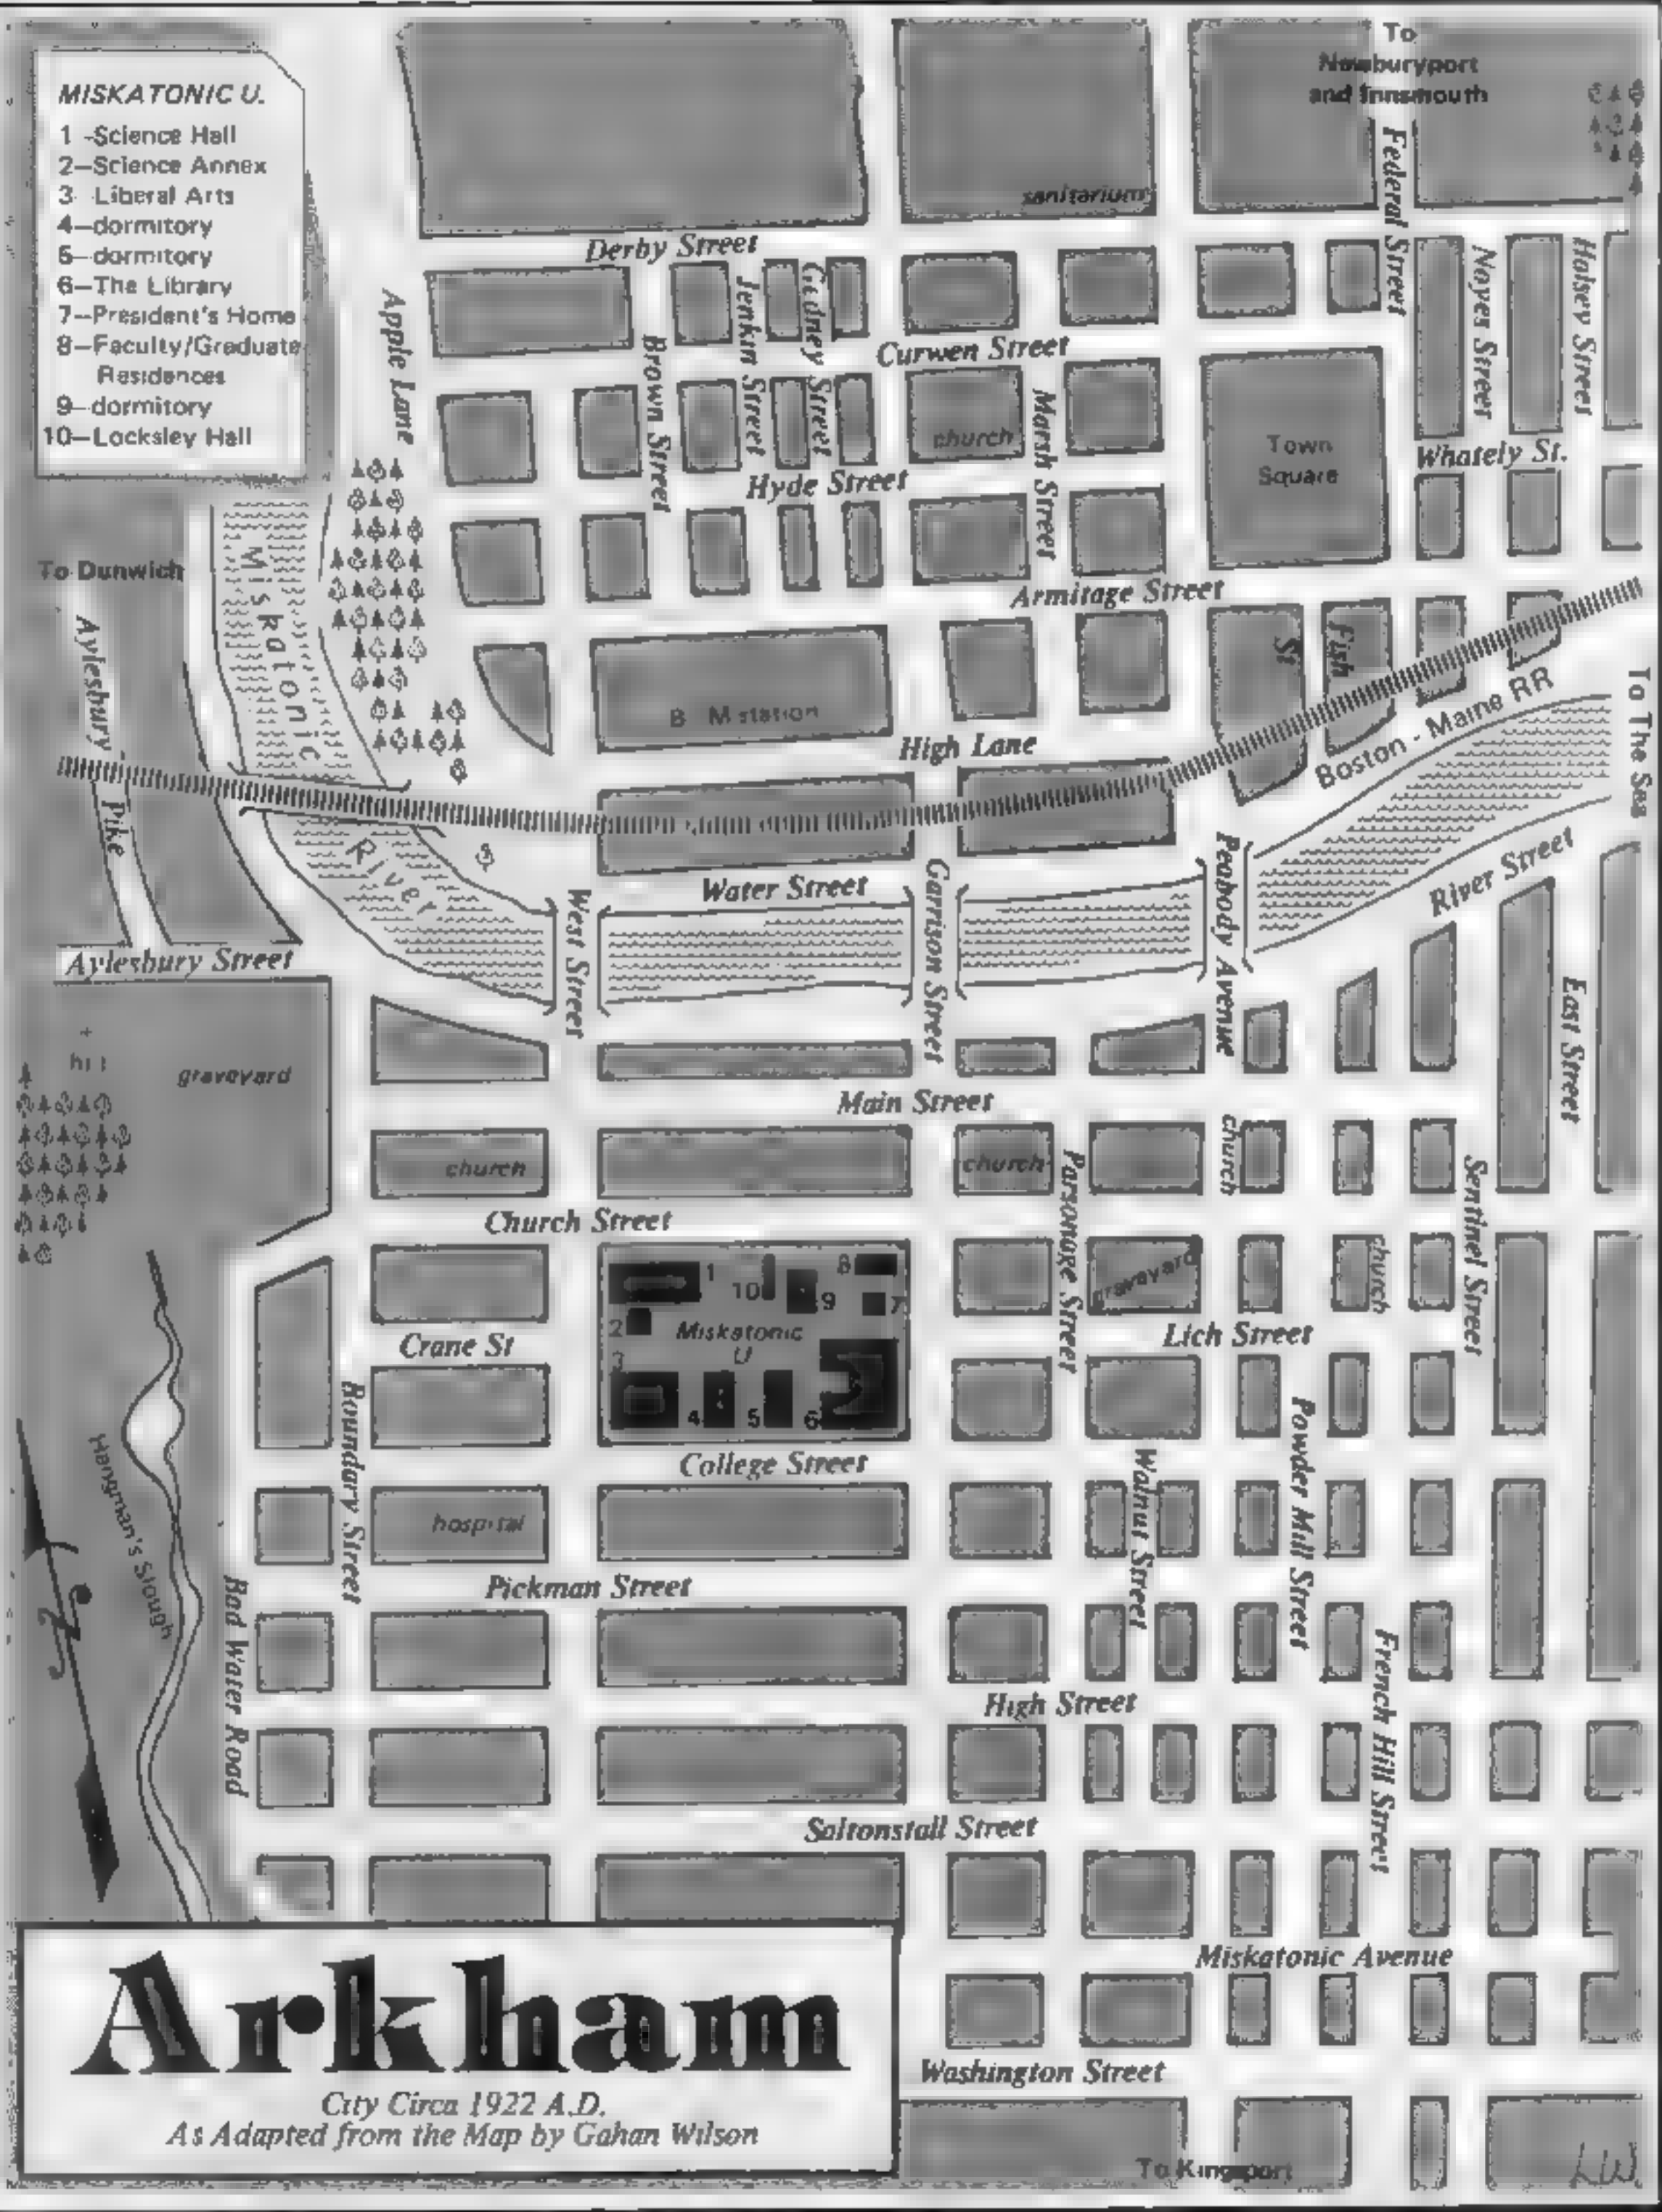 MISKATONIC U.
1 -Science Hall
2—Science Annex
3- -Liberal Arts
4—dormitory
5—dormitory
6—The Library
7—President's Home
8—Faculty/Graduate
Residences
9—dormitory
10—Locksley Hall
To
Newburyport
and Innsmouth
sanitarium
Federal Street
Derby Street
Apple Lane
Brown Street
Jenkin Street
Gedney Street
Curwen Street
Noyes Street
Halsey Street
church
Marsh Street
Town
Square
Whately St.
Hyde Street
To Dunwich
Miskatonic
River
Armitage Street
Aylesbury Pike
Fish
St
B M station
High Lane
Boston - Maine RR
To The Sea
Water Street
West Street
Garrison Street
Peabody Avenue
River Street
Aylesbury Street
East Street
graveyard
Main Street
church
church
church
Parsonage Street
Sentinel Street
Church Street
1
10
8
9
7
2
Miskatonic
U
3
4
5
6
graveyard
church
Crane St
Lich Street
Boundary Street
Hangman's Slough
College Street
Walnut Street
Powder Mill Street
hospital
Pickman Street
Bad Water Road
High Street
French Hill Street
Saltonstall Street
Miskatonic Avenue
Arkham
City Circa 1922 A.D.
As Adapted from the Map by Gahan Wilson
Washington Street
To Kingsport
LW.